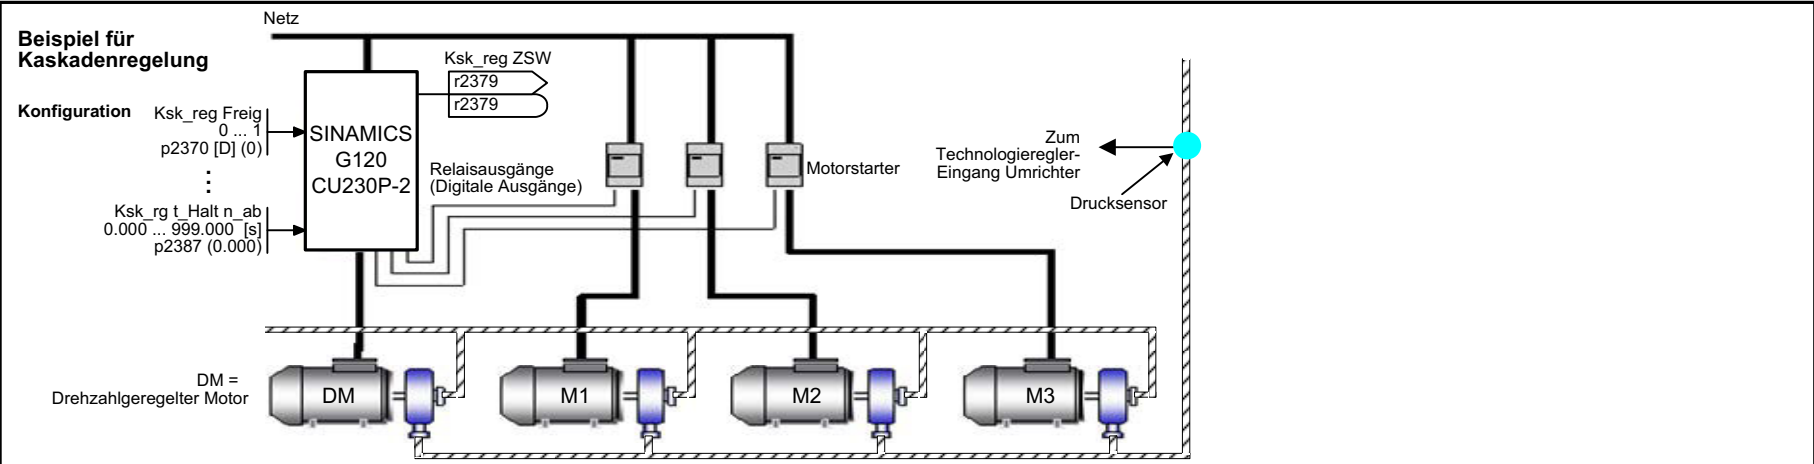 Netz
Beispiel für
Kaskadenregelung
Konfiguration
Ksk_reg Freig
0 ... 1
p2370 [D] (0)
Ksk_rg t_Halt n_ab
0.000 ... 999.000 [s]
p2387 (0.000)
SINAMICS
G120
CU230P-2
Ksk_reg ZSW
r2379
r2379
Relaisausgänge
(Digitale Ausgänge)
Motorstarter
Zum
Technologieregler-
Eingang Umrichter
Drucksensor
DM =
Drehzahlgeregelter Motor
DM
M1
M2
M3